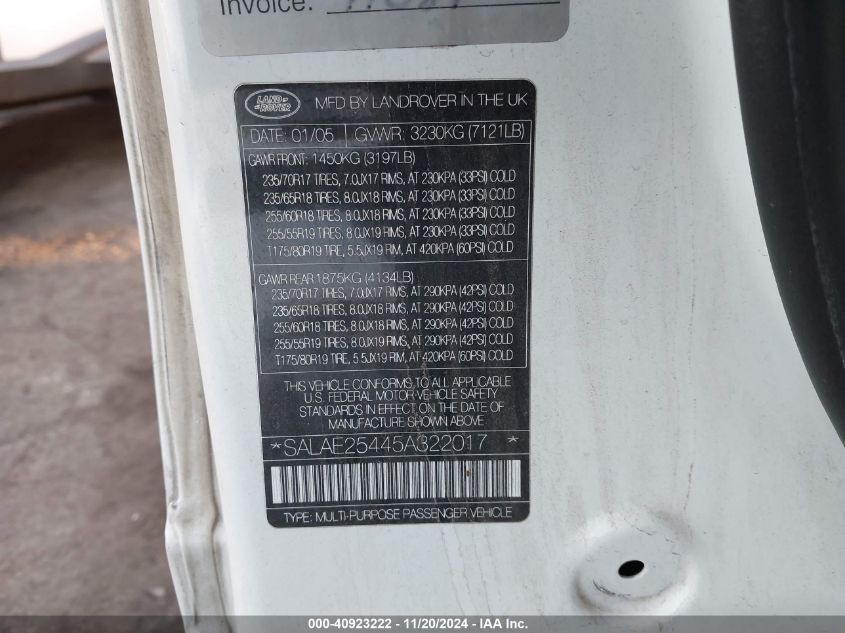 Invoice:
LAND ROVER
MFD BY LANDROVER IN THE UK
DATE: 01/05 GVWR: 3230KG (7121LB)
GAWR FRONT: 1450KG (3197LB)
235/70R17 TIRES, 7.0JX17 RIMS, AT 230KPA (33PSI) COLD
235/65R18 TIRES, 8.0JX18 RIMS, AT 230KPA (33PSI) COLD
255/60R18 TIRES, 8.0JX18 RIMS, AT 230KPA (33PSI) COLD
255/55R19 TIRES, 8.0JX19 RIMS, AT 230KPA (33PSI) COLD
T175/80R19 TIRE, 5.5JX19 RIM, AT 420KPA (60PSI) COLD
GAWR REAR 1875KG (4134LB)
235/70R17 TIRES, 7.0JX17 RIMS, AT 290KPA (42PSI) COLD
235/65R18 TIRES, 8.0JX18 RIMS, AT 290KPA (42PSI) COLD
255/60R18 TIRES, 8.0JX18 RIMS, AT 290KPA (42PSI) COLD
255/55R19 TIRES, 8.0JX19 RIMS, AT 290KPA (42PSI) COLD
T175/80R19 TIRE, 5.5JX19 RIM, AT 420KPA (60PSI) COLD
THIS VEHICLE CONFORMS TO ALL APPLICABLE
U.S. FEDERAL MOTOR VEHICLE SAFETY
STANDARDS IN EFFECT ON THE DATE OF
MANUFACTURE SHOWN ABOVE
*SALAE25445A322017 *
TYPE: MULTI-PURPOSE PASSENGER VEHICLE
000-40923222 - 11/20/2024 - IAA Inc.